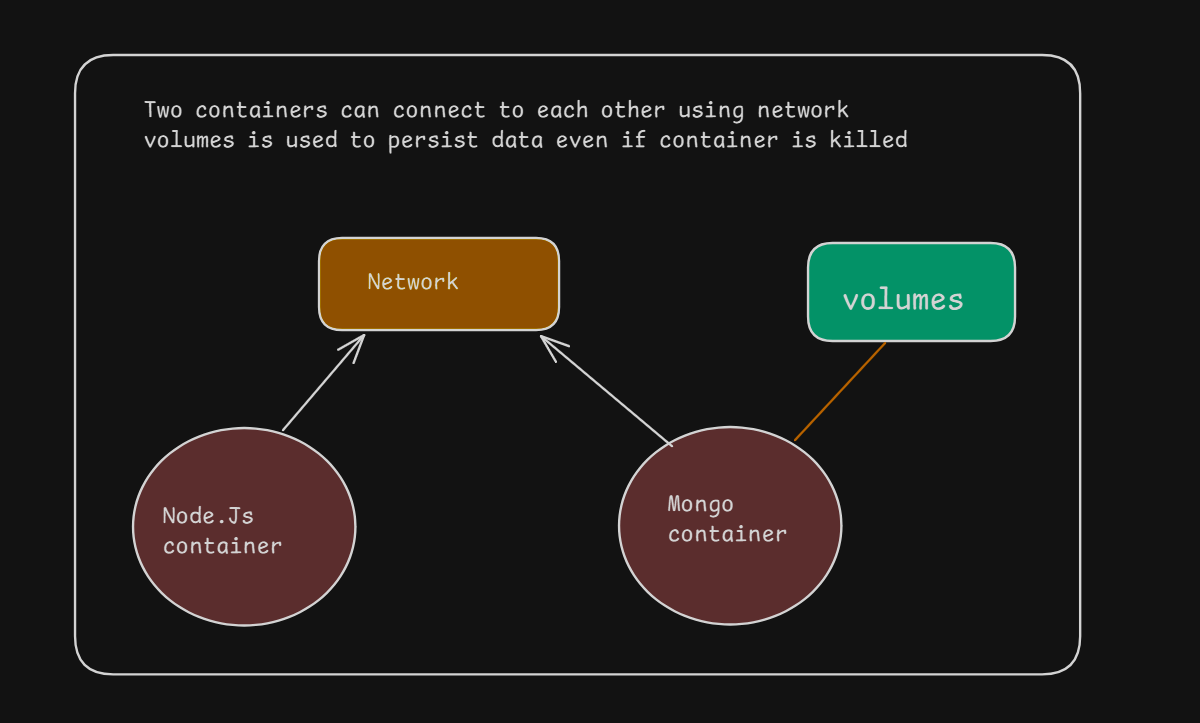 Two containers can connect to each other using network
volumes is used to persist data even if container is killed
Network
volumes
Node.Js
container
Mongo
container